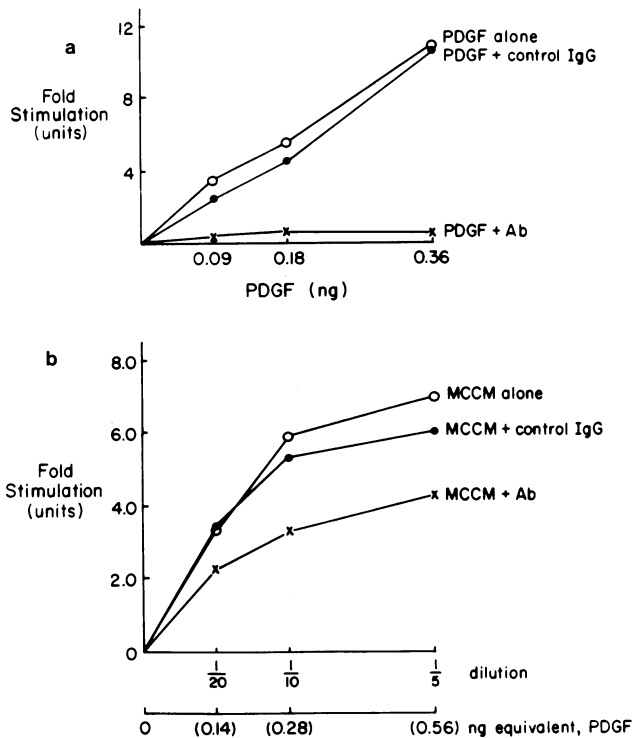 a
12
8
4
Fold
Stimulation
(units)
PDGF alone
PDGF + control IgG
PDGF + Ab
0.09 0.18 0.36
PDGF (ng)
b
8.0
6.0
4.0
2.0
0
Fold
Stimulation
(units)
MCCM alone
MCCM + control IgG
MCCM + Ab
1/20 1/10 1/5 dilution
0 (0.14) (0.28) (0.56) ng equivalent, PDGF